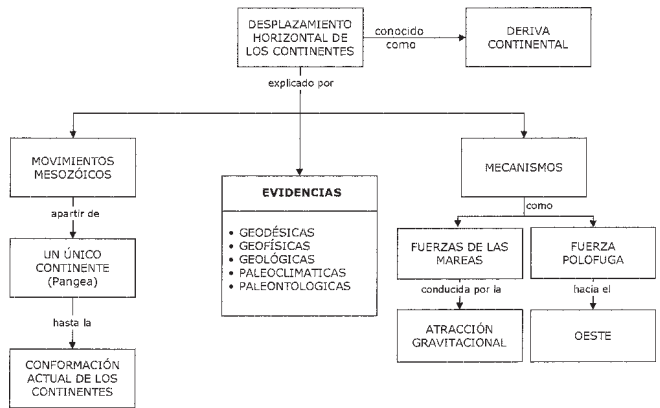 DESPLAZAMIENTO
HORIZONTAL DE
LOS CONTINENTES
conocido
como
DERIVA
CONTINENTAL
explicado por
MOVIMIENTOS
MESOZÓICOS
apartir de
UN ÚNICO
CONTINENTE
(Pangea)
hasta la
CONFORMACIÓN
ACTUAL DE LOS
CONTINENTES
EVIDENCIAS
• GEODÉSICAS
• GEOFÍSICAS
• GEOLÓGICAS
• PALEOCLIMATICAS
• PALEONTOLOGICAS
MECANISMOS
como
FUERZAS DE LAS
MAREAS
conducida por la
ATRACCIÓN
GRAVITACIONAL
FUERZA
POLOFUGA
hacia el
OESTE